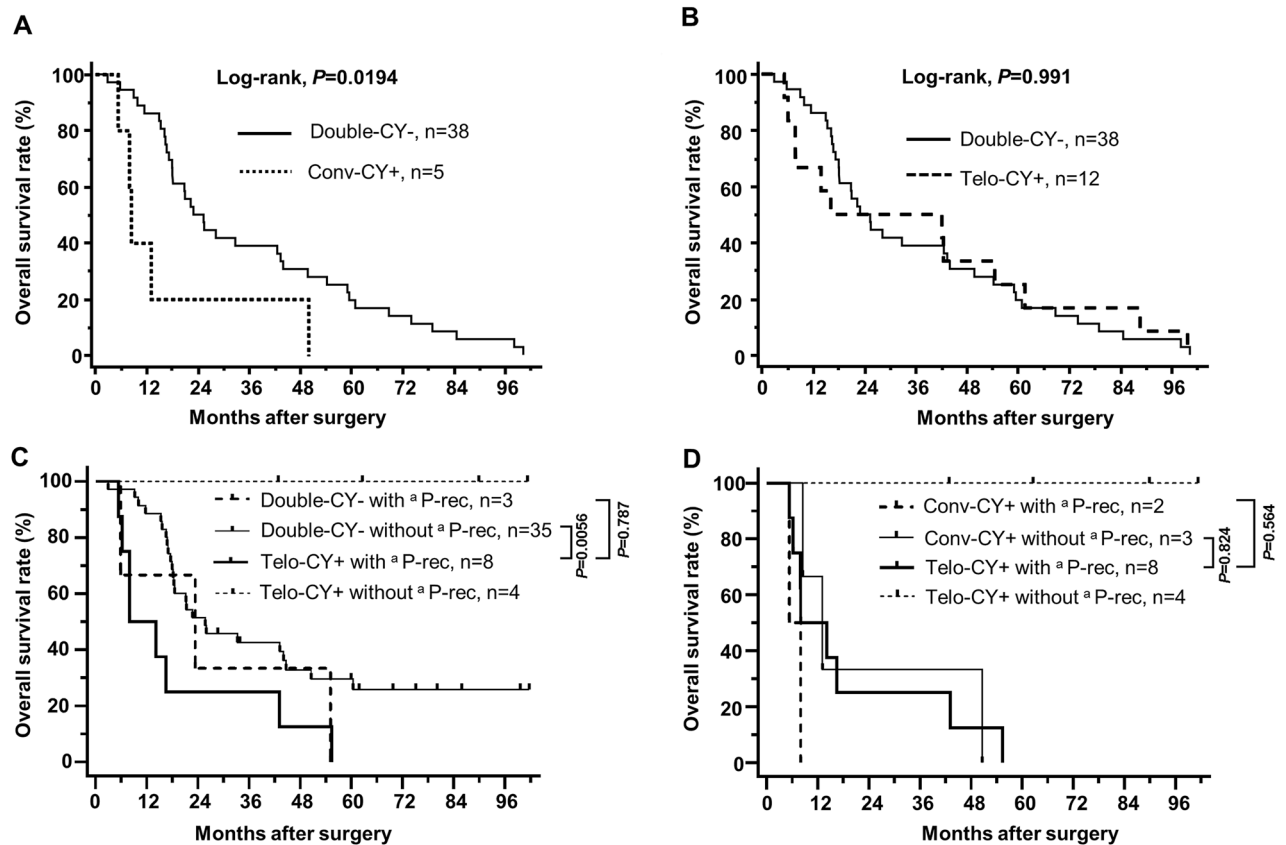 A
Log-rank, P=0.0194
Double-CY-, n=38
Conv-CY+, n=5
Overall survival rate (%)
100
80
60
40
20
0
0 12 24 36 48 60 72 84 96
Months after surgery
B
Log-rank, P=0.991
Double-CY-, n=38
Telo-CY+, n=12
Overall survival rate (%)
100
80
60
40
20
0
0 12 24 36 48 60 72 84 96
Months after surgery
C
Double-CY- with ª P-rec, n=3
Double-CY- without ª P-rec, n=35
Telo-CY+ with ª P-rec, n=8
Telo-CY+ without ª P-rec, n=4
P=0.0056
P=0.787
Overall survival rate (%)
100
80
60
40
20
0
0 12 24 36 48 60 72 84 96
Months after surgery
D
Conv-CY+ with ª P-rec, n=2
Conv-CY+ without ª P-rec, n=3
Telo-CY+ with ª P-rec, n=8
Telo-CY+ without ª P-rec, n=4
P=0.824
P=0.564
Overall survival rate (%)
100
80
60
40
20
0
0 12 24 36 48 60 72 84 96
Months after surgery